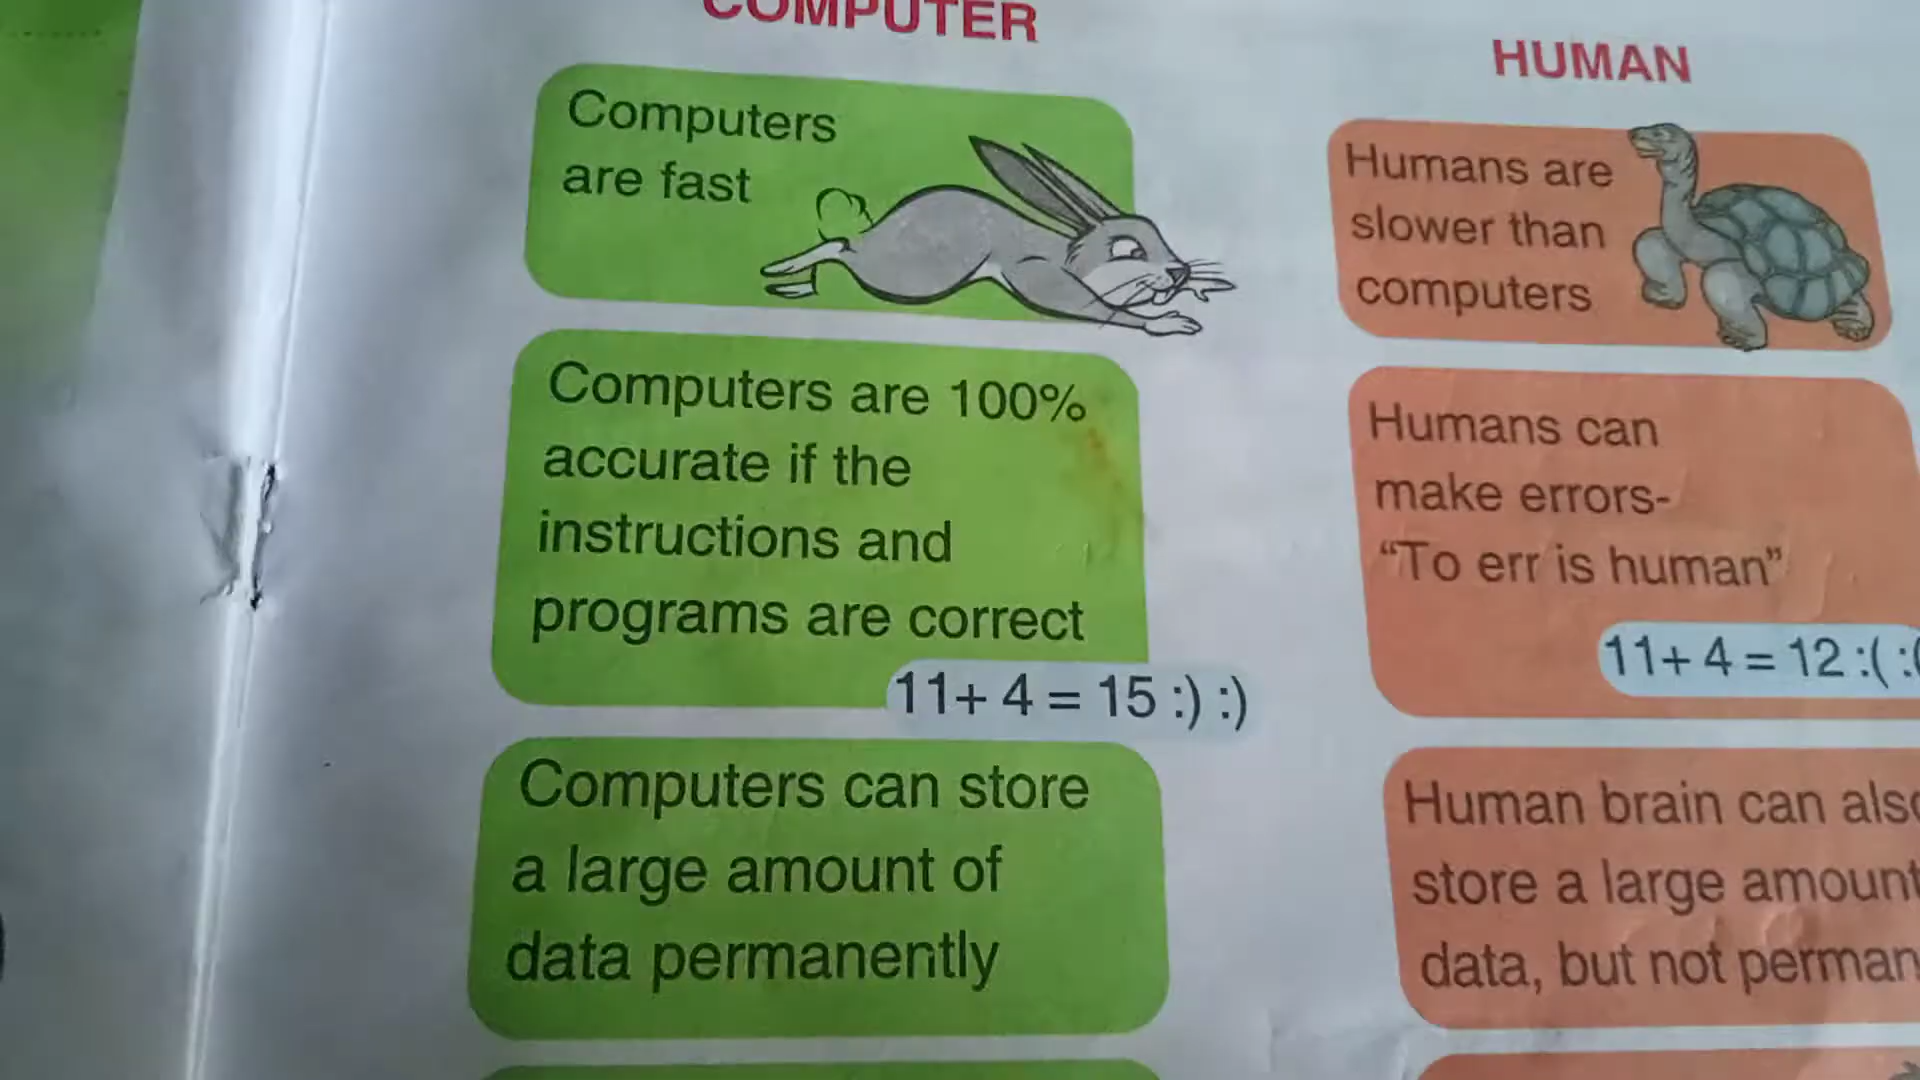 COMPUTER
Computers
are fast
Computers are 100%
accurate if the
instructions and
programs are correct
11+ 4 = 15 :) :)
Computers can store
a large amount of
data permanently
HUMAN
Humans are
slower than
computers
Humans can
make errors-
“To err is human”
11+ 4 = 12 :( :(
Human brain can
store a large amount
data, but not